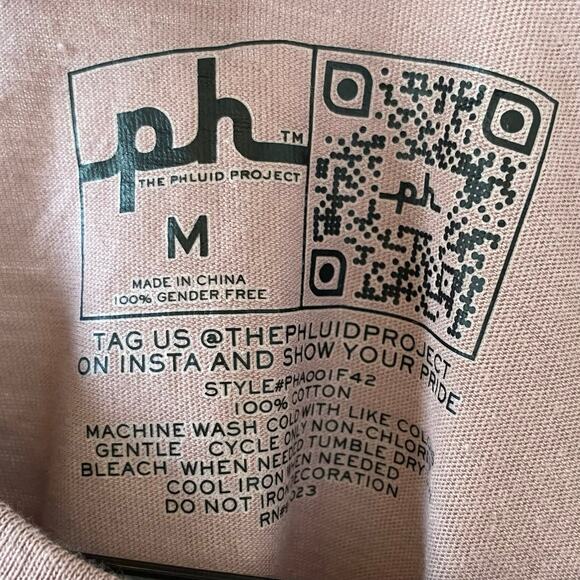 ph™
THE PHLUID PROJECT
M
MADE IN CHINA
100% GENDER FREE
ph
TAG US @THEPHLUIDPROJECT
ON INSTA AND SHOW YOUR PRIDE
STYLE#PHA001F42
100% COTTON
MACHINE WASH COLD WITH LIKE
GENTLE CYCLE ONLY
BLEACH WHEN NEEDED TUMBLE DRY
COOL IRON WHEN NEEDED
DO NOT IRON DECORATION